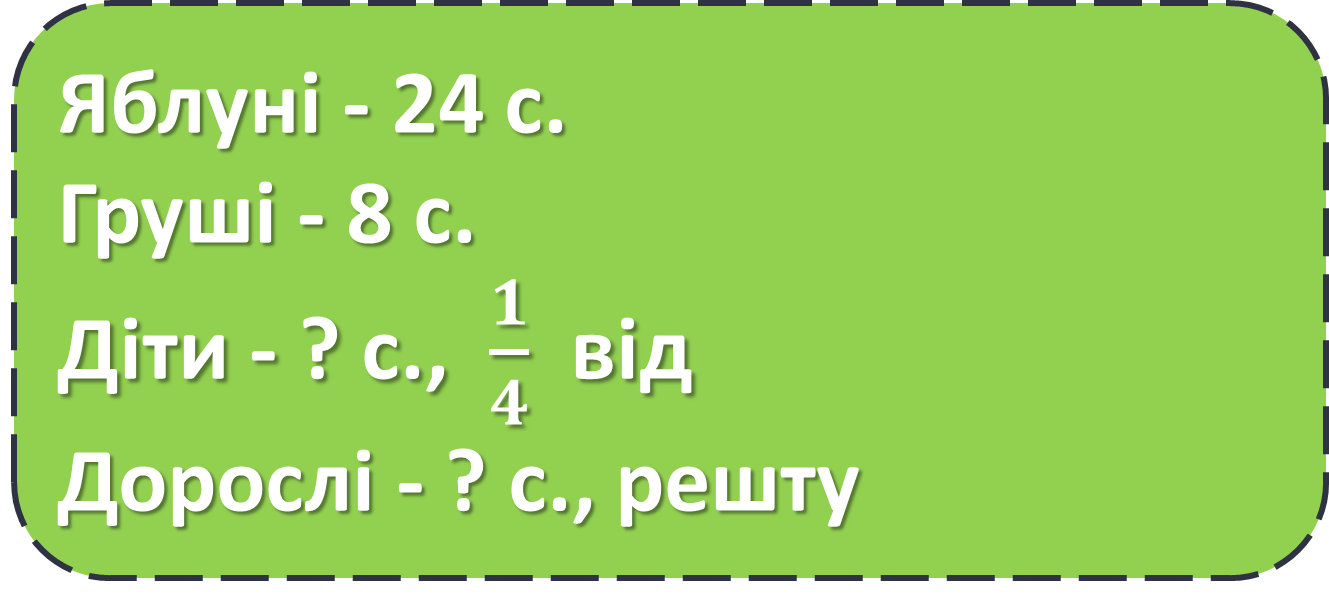 Яблуні - 24 с.
Груші - 8 с.
Діти - ? с., 1/4 від
Дорослі - ? с., решту